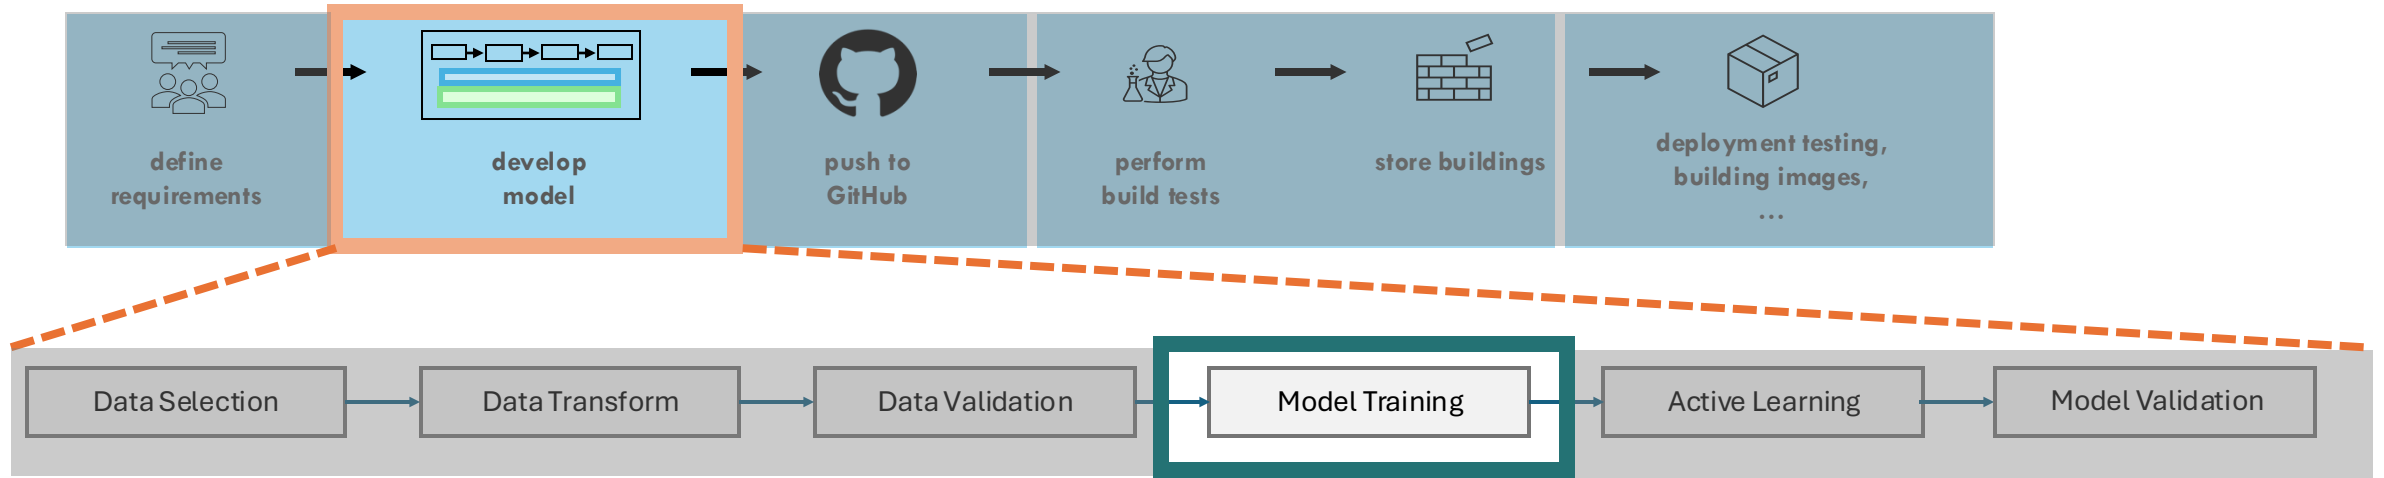 define
requirements
develop
model
push to
GitHub
perform
build tests
store buildings
deployment testing,
building images,
...
Data Selection
Data Transform
Data Validation
Model Training
Active Learning
Model Validation